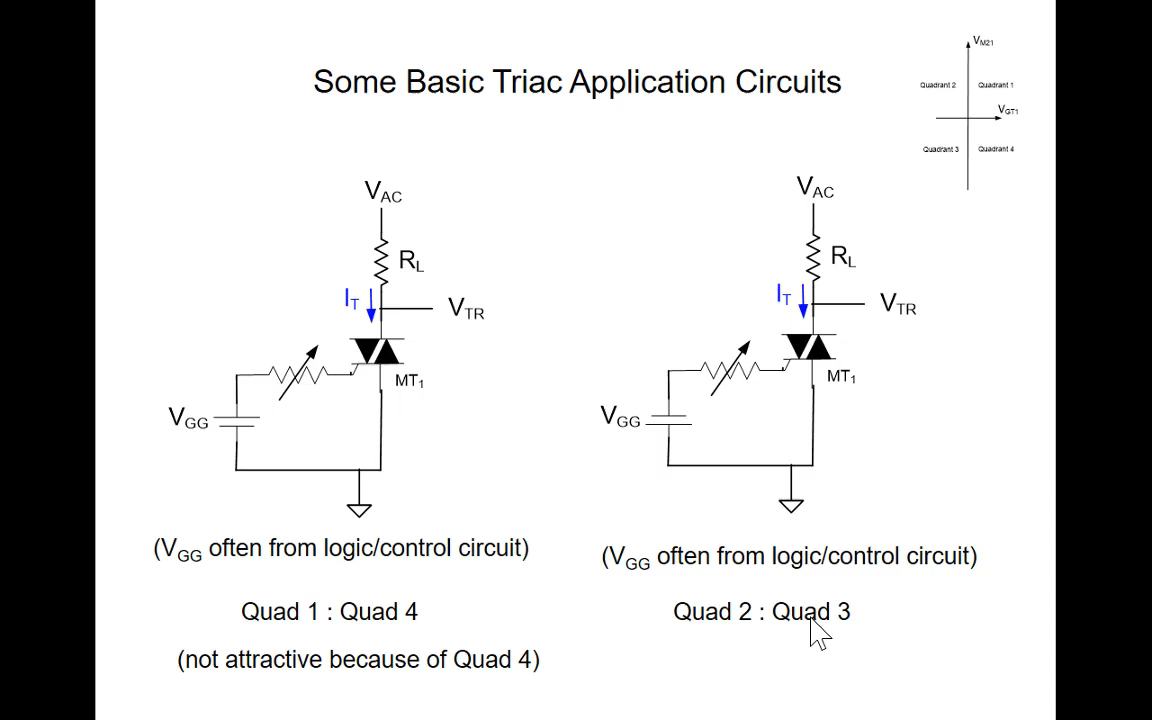 Some Basic Triac Application Circuits
VM21
Quadrant 2
Quadrant 1
VGT1
Quadrant 3
Quadrant 4
VAC
RL
IT
VTR
MT1
VGG
(VGG often from logic/control circuit)
Quad 1 : Quad 4
(not attractive because of Quad 4)
VAC
RL
IT
VTR
MT1
VGG
(VGG often from logic/control circuit)
Quad 2 : Quad 3